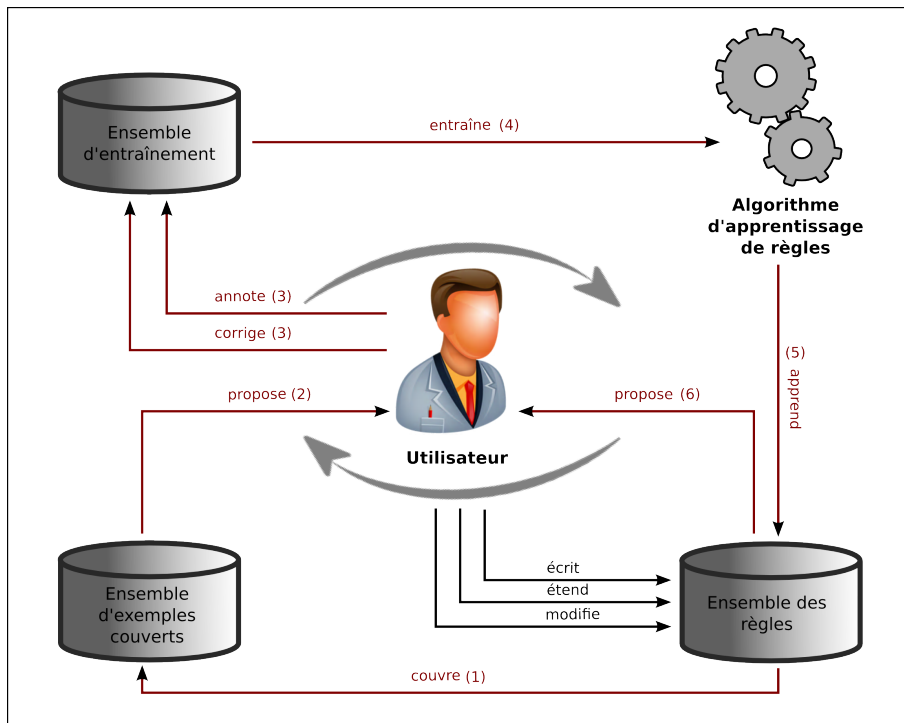 Ensemble
d'entraînement
entraîne (4)
Algorithme
d'apprentissage
de règles
annote (3)
corrige (3)
(5) apprend
propose (2)
propose (6)
Utilisateur
écrit
étend
modifie
Ensemble
d'exemples
couverts
Ensemble des
règles
couvre (1)